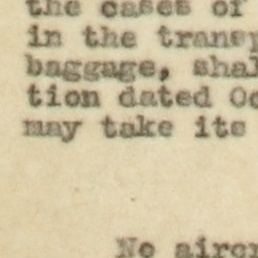 the cases of
in the transp
baggage, shal
tion dated Oc
may take its
No aircr